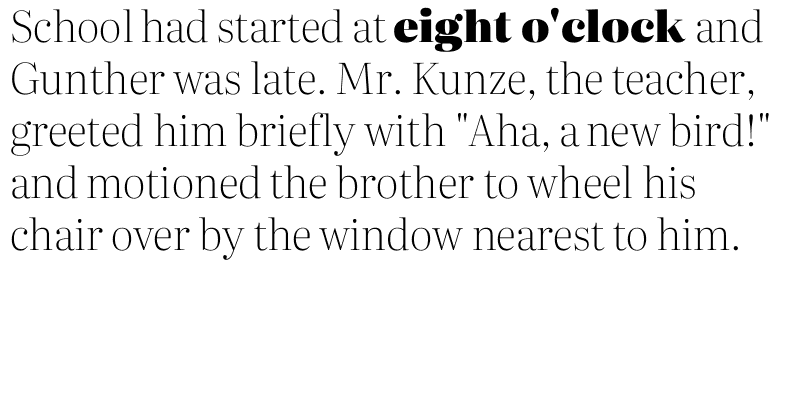 School had started at eight o'clock and
Gunther was late. Mr. Kunze, the teacher,
greeted him briefly with "Aha, a new bird!"
and motioned the brother to wheel his
chair over by the window nearest to him.